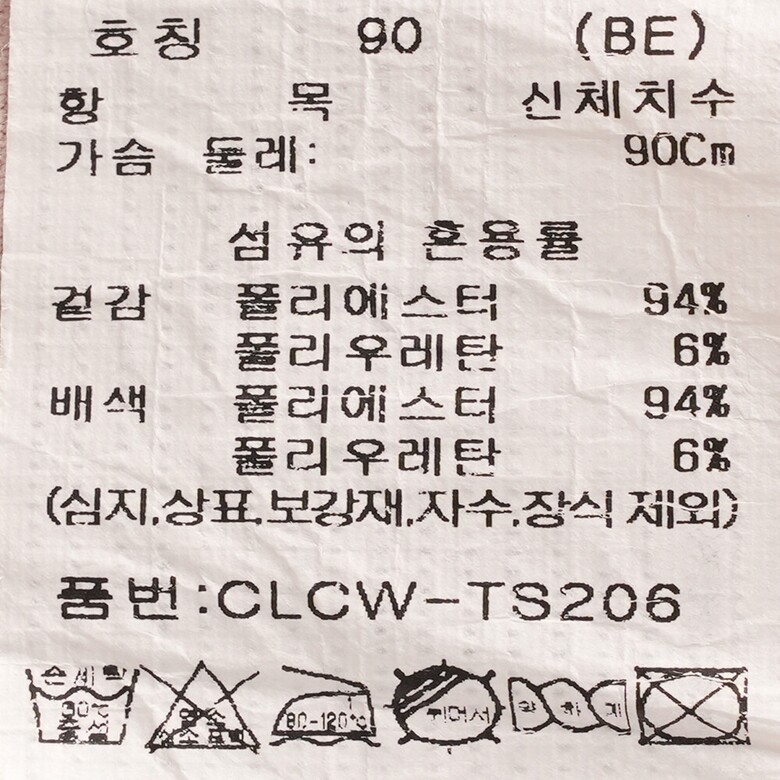 호칭 90 (BE)
항 목 신체치수
가슴 둘레: 90Cm
섬유의 혼용률
겉감 폴리에스터 94%
폴리우레탄 6%
배색 폴리에스터 94%
폴리우레탄 6%
(심지,상표,보강재,자수,장식 제외)
품번:CLCW-TS206
손세탁 30℃ 중성
80-120℃
뉘어서
약하게